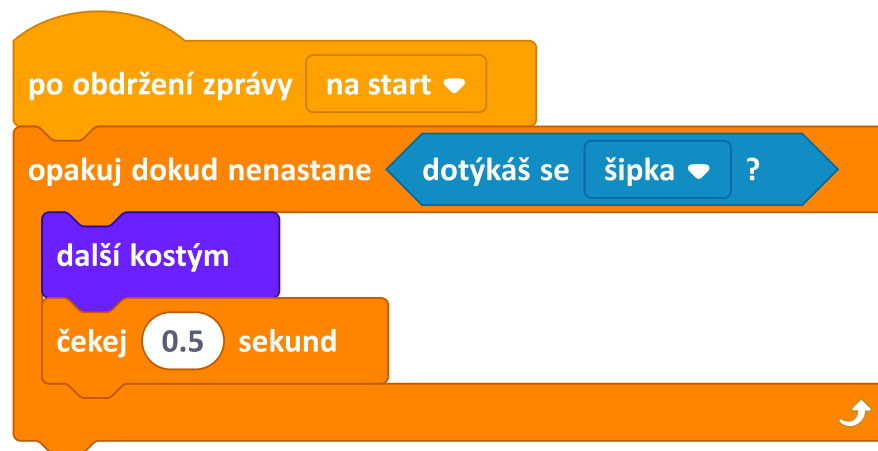 po obdržení zprávy na start
opakuj dokud nenastane dotýkáš se šipka ?
další kostým
čekej 0.5 sekund